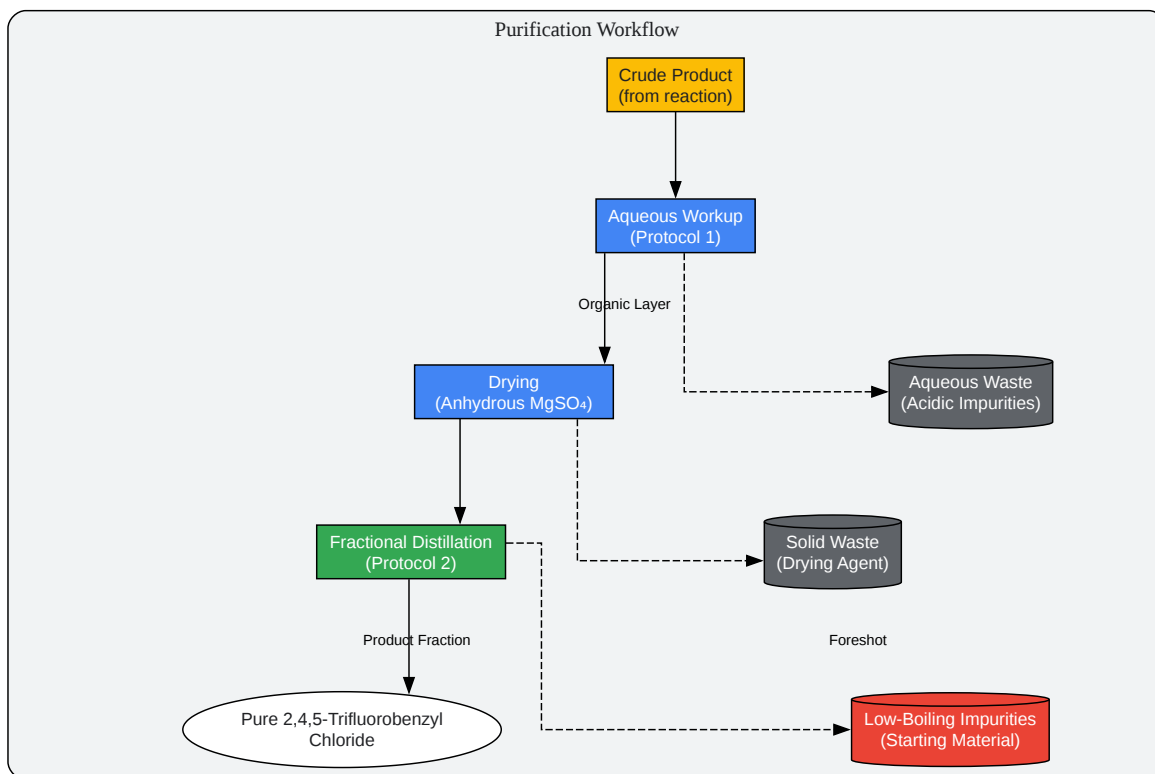 Purification Workflow
Crude Product
(from reaction)
Aqueous Workup
(Protocol 1)
Organic Layer
Drying
(Anhydrous MgSO₄)
Aqueous Waste
(Acidic Impurities)
Fractional Distillation
(Protocol 2)
Solid Waste
(Drying Agent)
Product Fraction
Foreshot
Pure 2,4,5-Trifluorobenzyl
Chloride
Low-Boiling Impurities
(Starting Material)